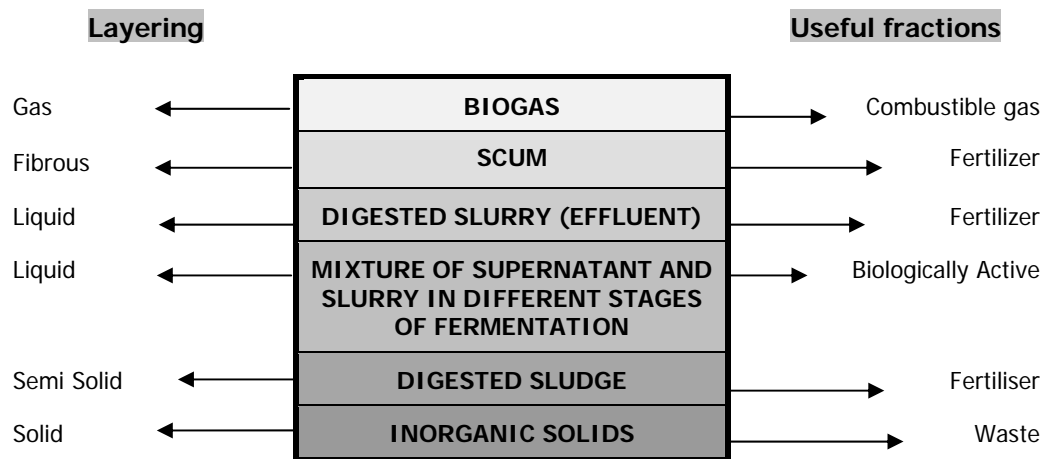 Layering
Useful fractions
Gas
BIOGAS
Combustible gas
Fibrous
SCUM
Fertilizer
Liquid
DIGESTED SLURRY (EFFLUENT)
Fertilizer
Liquid
MIXTURE OF SUPERNATANT AND
SLURRY IN DIFFERENT STAGES
OF FERMENTATION
Biologically Active
Semi Solid
DIGESTED SLUDGE
Fertiliser
Solid
INORGANIC SOLIDS
Waste